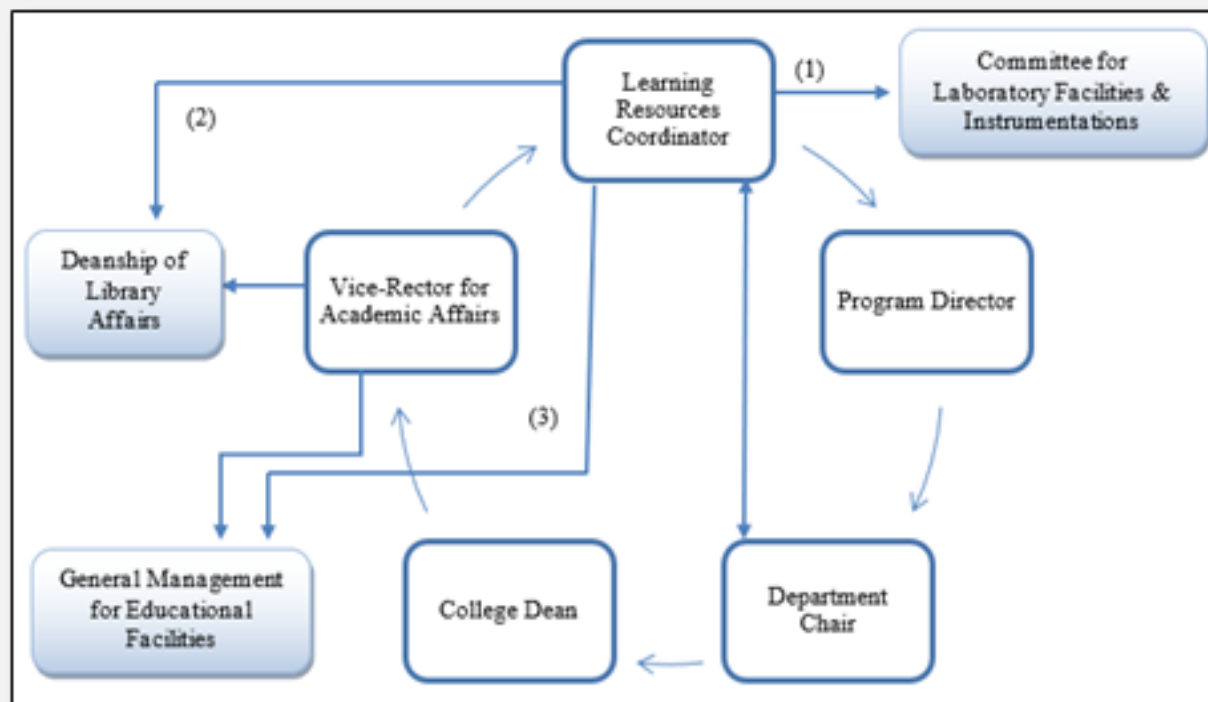 Learning
Resources
Coordinator
(1)
Committee for
Laboratory Facilities &
Instrumentations
(2)
Deanship of
Library
Affairs
Vice-Rector for
Academic Affairs
Program Director
(3)
General Management
for Educational
Facilities
College Dean
Department
Chair